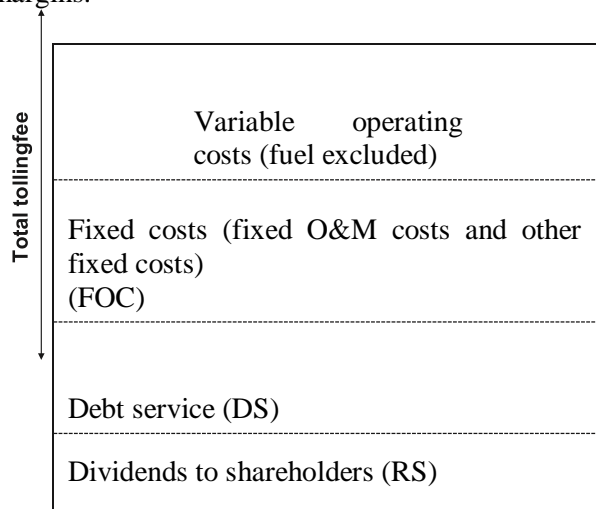 Total tollingfee
Variable operating
costs (fuel excluded)
Fixed costs (fixed O&M costs and other
fixed costs)
(FOC)
Debt service (DS)
Dividends to shareholders (RS)